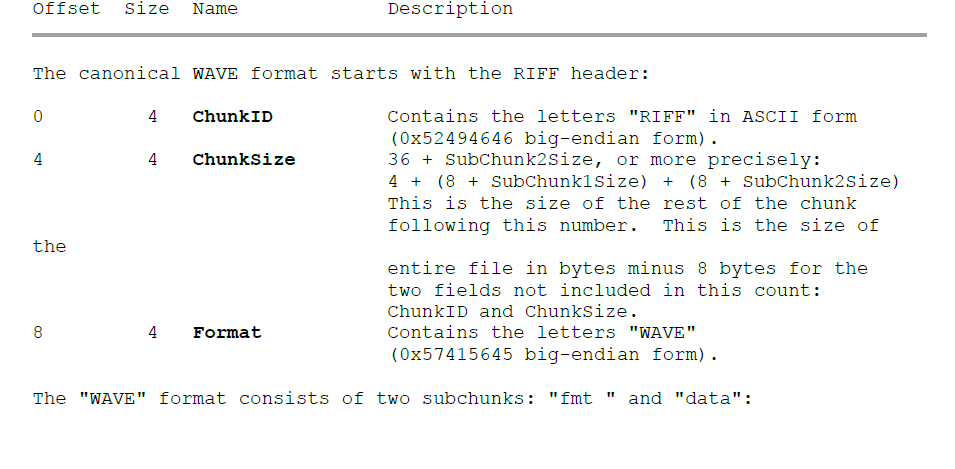 Offset  Size  Name             Description
The canonical WAVE format starts with the RIFF header:
0         4   ChunkID          Contains the letters "RIFF" in ASCII form
                               (0x52494646 big-endian form).
4         4   ChunkSize        36 + SubChunk2Size, or more precisely:
                               4 + (8 + SubChunk1Size) + (8 + SubChunk2Size)
                               This is the size of the rest of the chunk
                               following this number.  This is the size of
the
                               entire file in bytes minus 8 bytes for the
                               two fields not included in this count:
                               ChunkID and ChunkSize.
8         4   Format           Contains the letters "WAVE"
                               (0x57415645 big-endian form).
The "WAVE" format consists of two subchunks: "fmt " and "data":